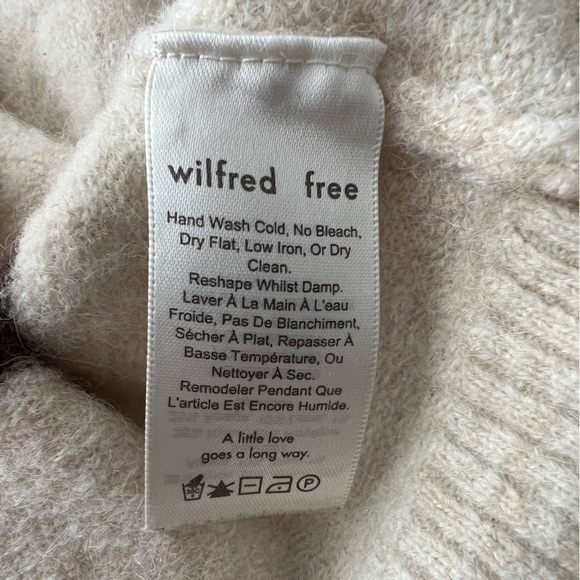 wilfred free
Hand Wash Cold, No Bleach,
Dry Flat, Low Iron, Or Dry
Clean.
Reshape Whilst Damp.
Laver À La Main À L'eau
Froide, Pas De Blanchiment,
Sécher À Plat, Repasser À
Basse Température, Ou
Nettoyer À Sec.
Remodeler Pendant Que
L'article Est Encore Humide.
A little love
goes a long way.
30C P